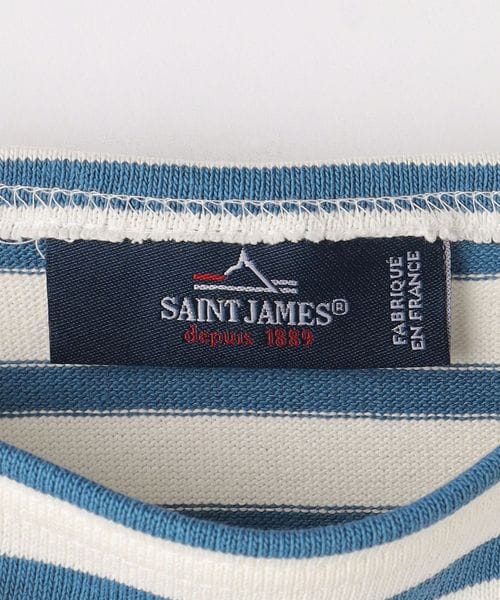 SAINT JAMES®
depuis 1889
FABRIQUÉ
EN FRANCE